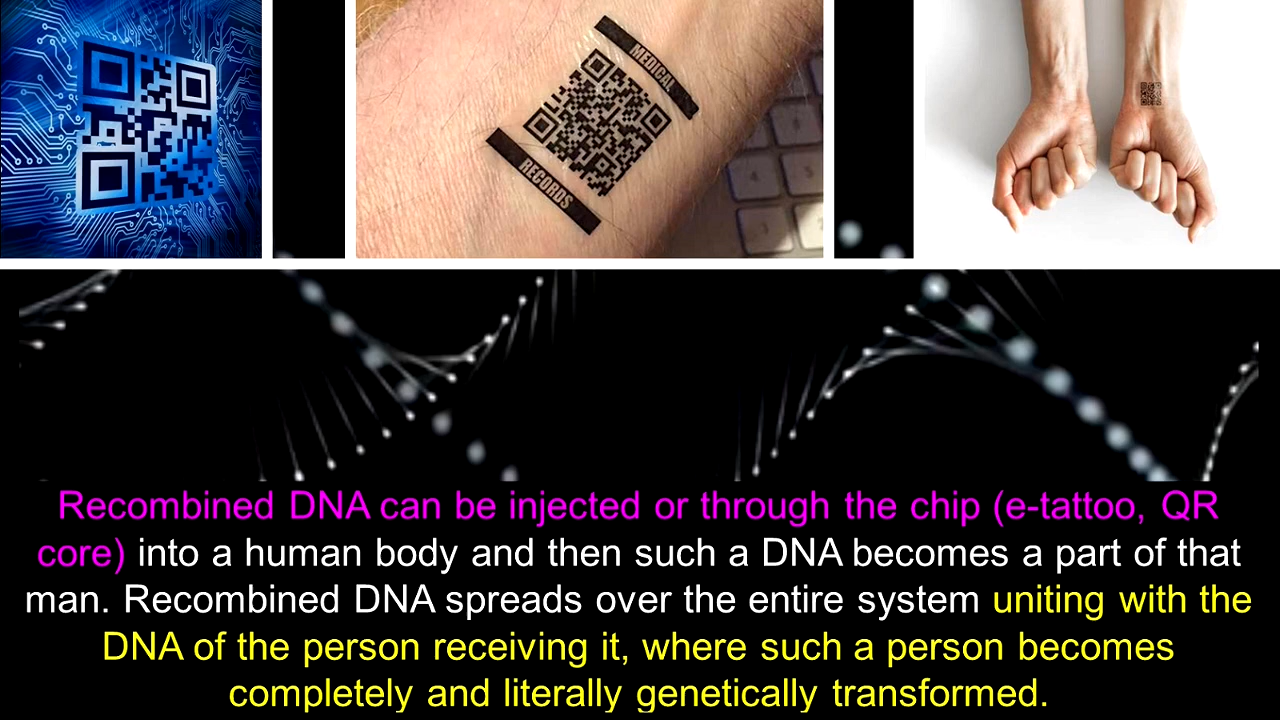 MEDICAL
RECORDS
Recombined DNA can be injected or through the chip (e-tattoo, QR
core) into a human body and then such a DNA becomes a part of that
man. Recombined DNA spreads over the entire system uniting with the
DNA of the person receiving it, where such a person becomes
completely and literally genetically transformed.